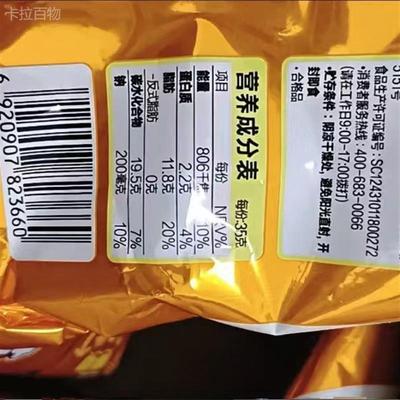 卡拉百物
5151号
食品生产许可证编号：SC12431011800272
•消费者服务热线：400-683-0066
(请在工作日9:00-17:00拨打)
•贮存条件：阴凉干燥处，避免阳光直射，开
封即食
•合格品
营养成分表 每份:35克
项目 每份 NRV%
能量 806千焦 10%
蛋白质 2.2克 4%
脂肪 11.8克 20%
-反式脂肪 0克
碳水化合物 19.5克 7%
钠 200毫克 10%
6 920907 823660